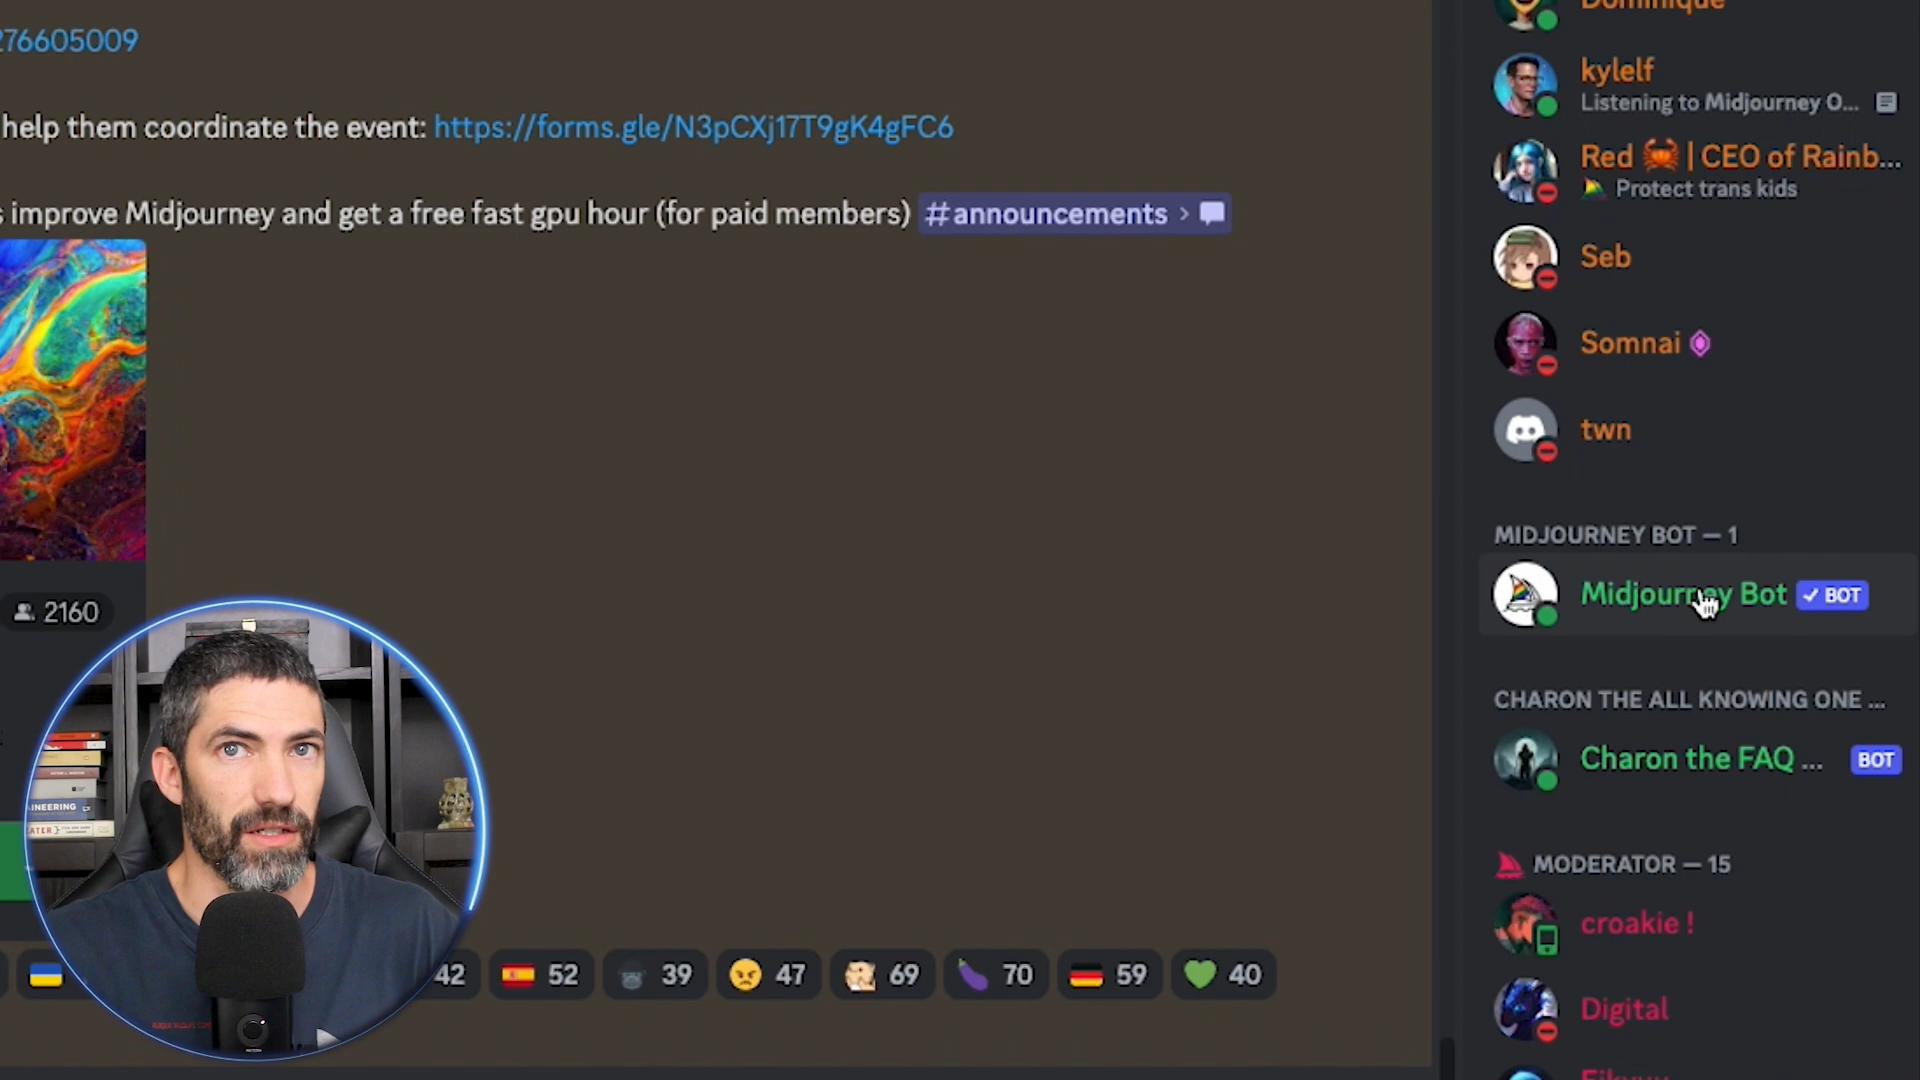 276605009
help them coordinate the event: https://forms.gle/N3pCXj17T9gK4gFC6
s improve Midjourney and get a free fast gpu hour (for paid members) #announcements
2160
42 52 39 47 69 70 59 40
Dominique
kylelf
Listening to Midjourney O...
Red 🦀 | CEO of Rainb...
Protect trans kids
Seb
Somnai
twn
MIDJOURNEY BOT — 1
Midjourney Bot ✓ BOT
CHARON THE ALL KNOWING ONE ...
Charon the FAQ ... BOT
MODERATOR — 15
croakie !
Digital